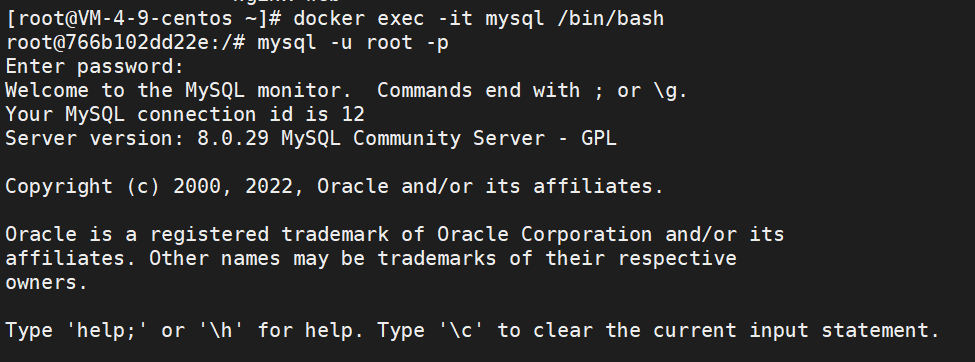 [root@VM-4-9-centos ~]# docker exec -it mysql /bin/bash
root@766b102dd22e:/# mysql -u root -p
Enter password:
Welcome to the MySQL monitor.  Commands end with ; or \g.
Your MySQL connection id is 12
Server version: 8.0.29 MySQL Community Server - GPL

Copyright (c) 2000, 2022, Oracle and/or its affiliates.

Oracle is a registered trademark of Oracle Corporation and/or its
affiliates. Other names may be trademarks of their respective
owners.

Type 'help;' or '\h' for help. Type '\c' to clear the current input statement.